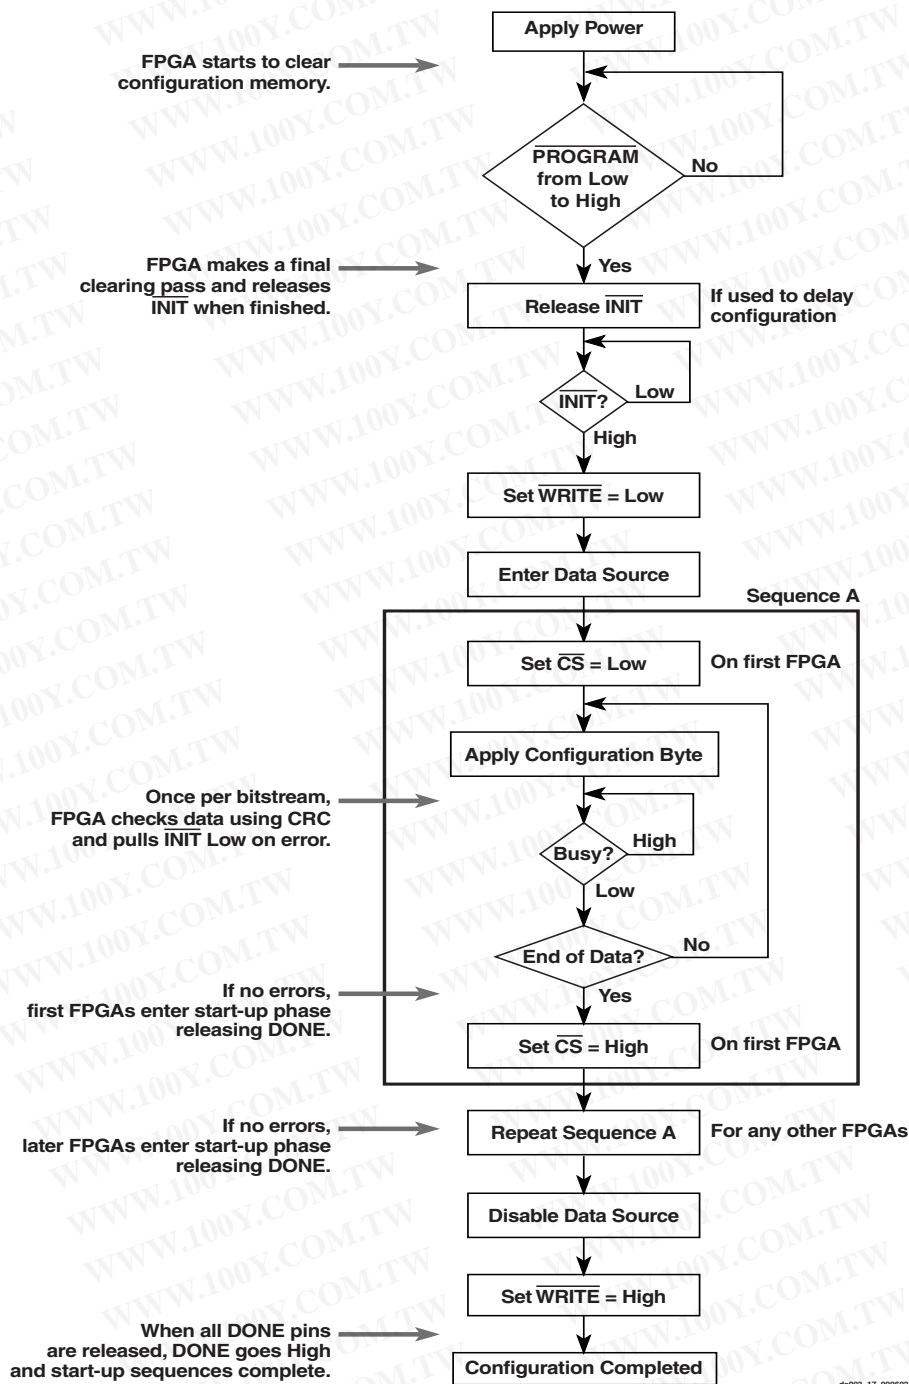 Apply Power
FPGA starts to clear
configuration memory.
PROGRAM
from Low
to High
No
Yes
FPGA makes a final
clearing pass and releases
INIT when finished.
Release INIT
If used to delay
configuration
INIT?
Low
High
Set WRITE = Low
Enter Data Source
Sequence A
Set CS = Low
On first FPGA
Apply Configuration Byte
Once per bitstream,
FPGA checks data using CRC
and pulls INIT Low on error.
Busy?
High
Low
End of Data?
No
Yes
If no errors,
first FPGAs enter start-up phase
releasing DONE.
Set CS = High
On first FPGA
If no errors,
later FPGAs enter start-up phase
releasing DONE.
Repeat Sequence A
For any other FPGAs
Disable Data Source
Set WRITE = High
When all DONE pins
are released, DONE goes High
and start-up sequences complete.
Configuration Completed
WWW.100Y.COM.TW